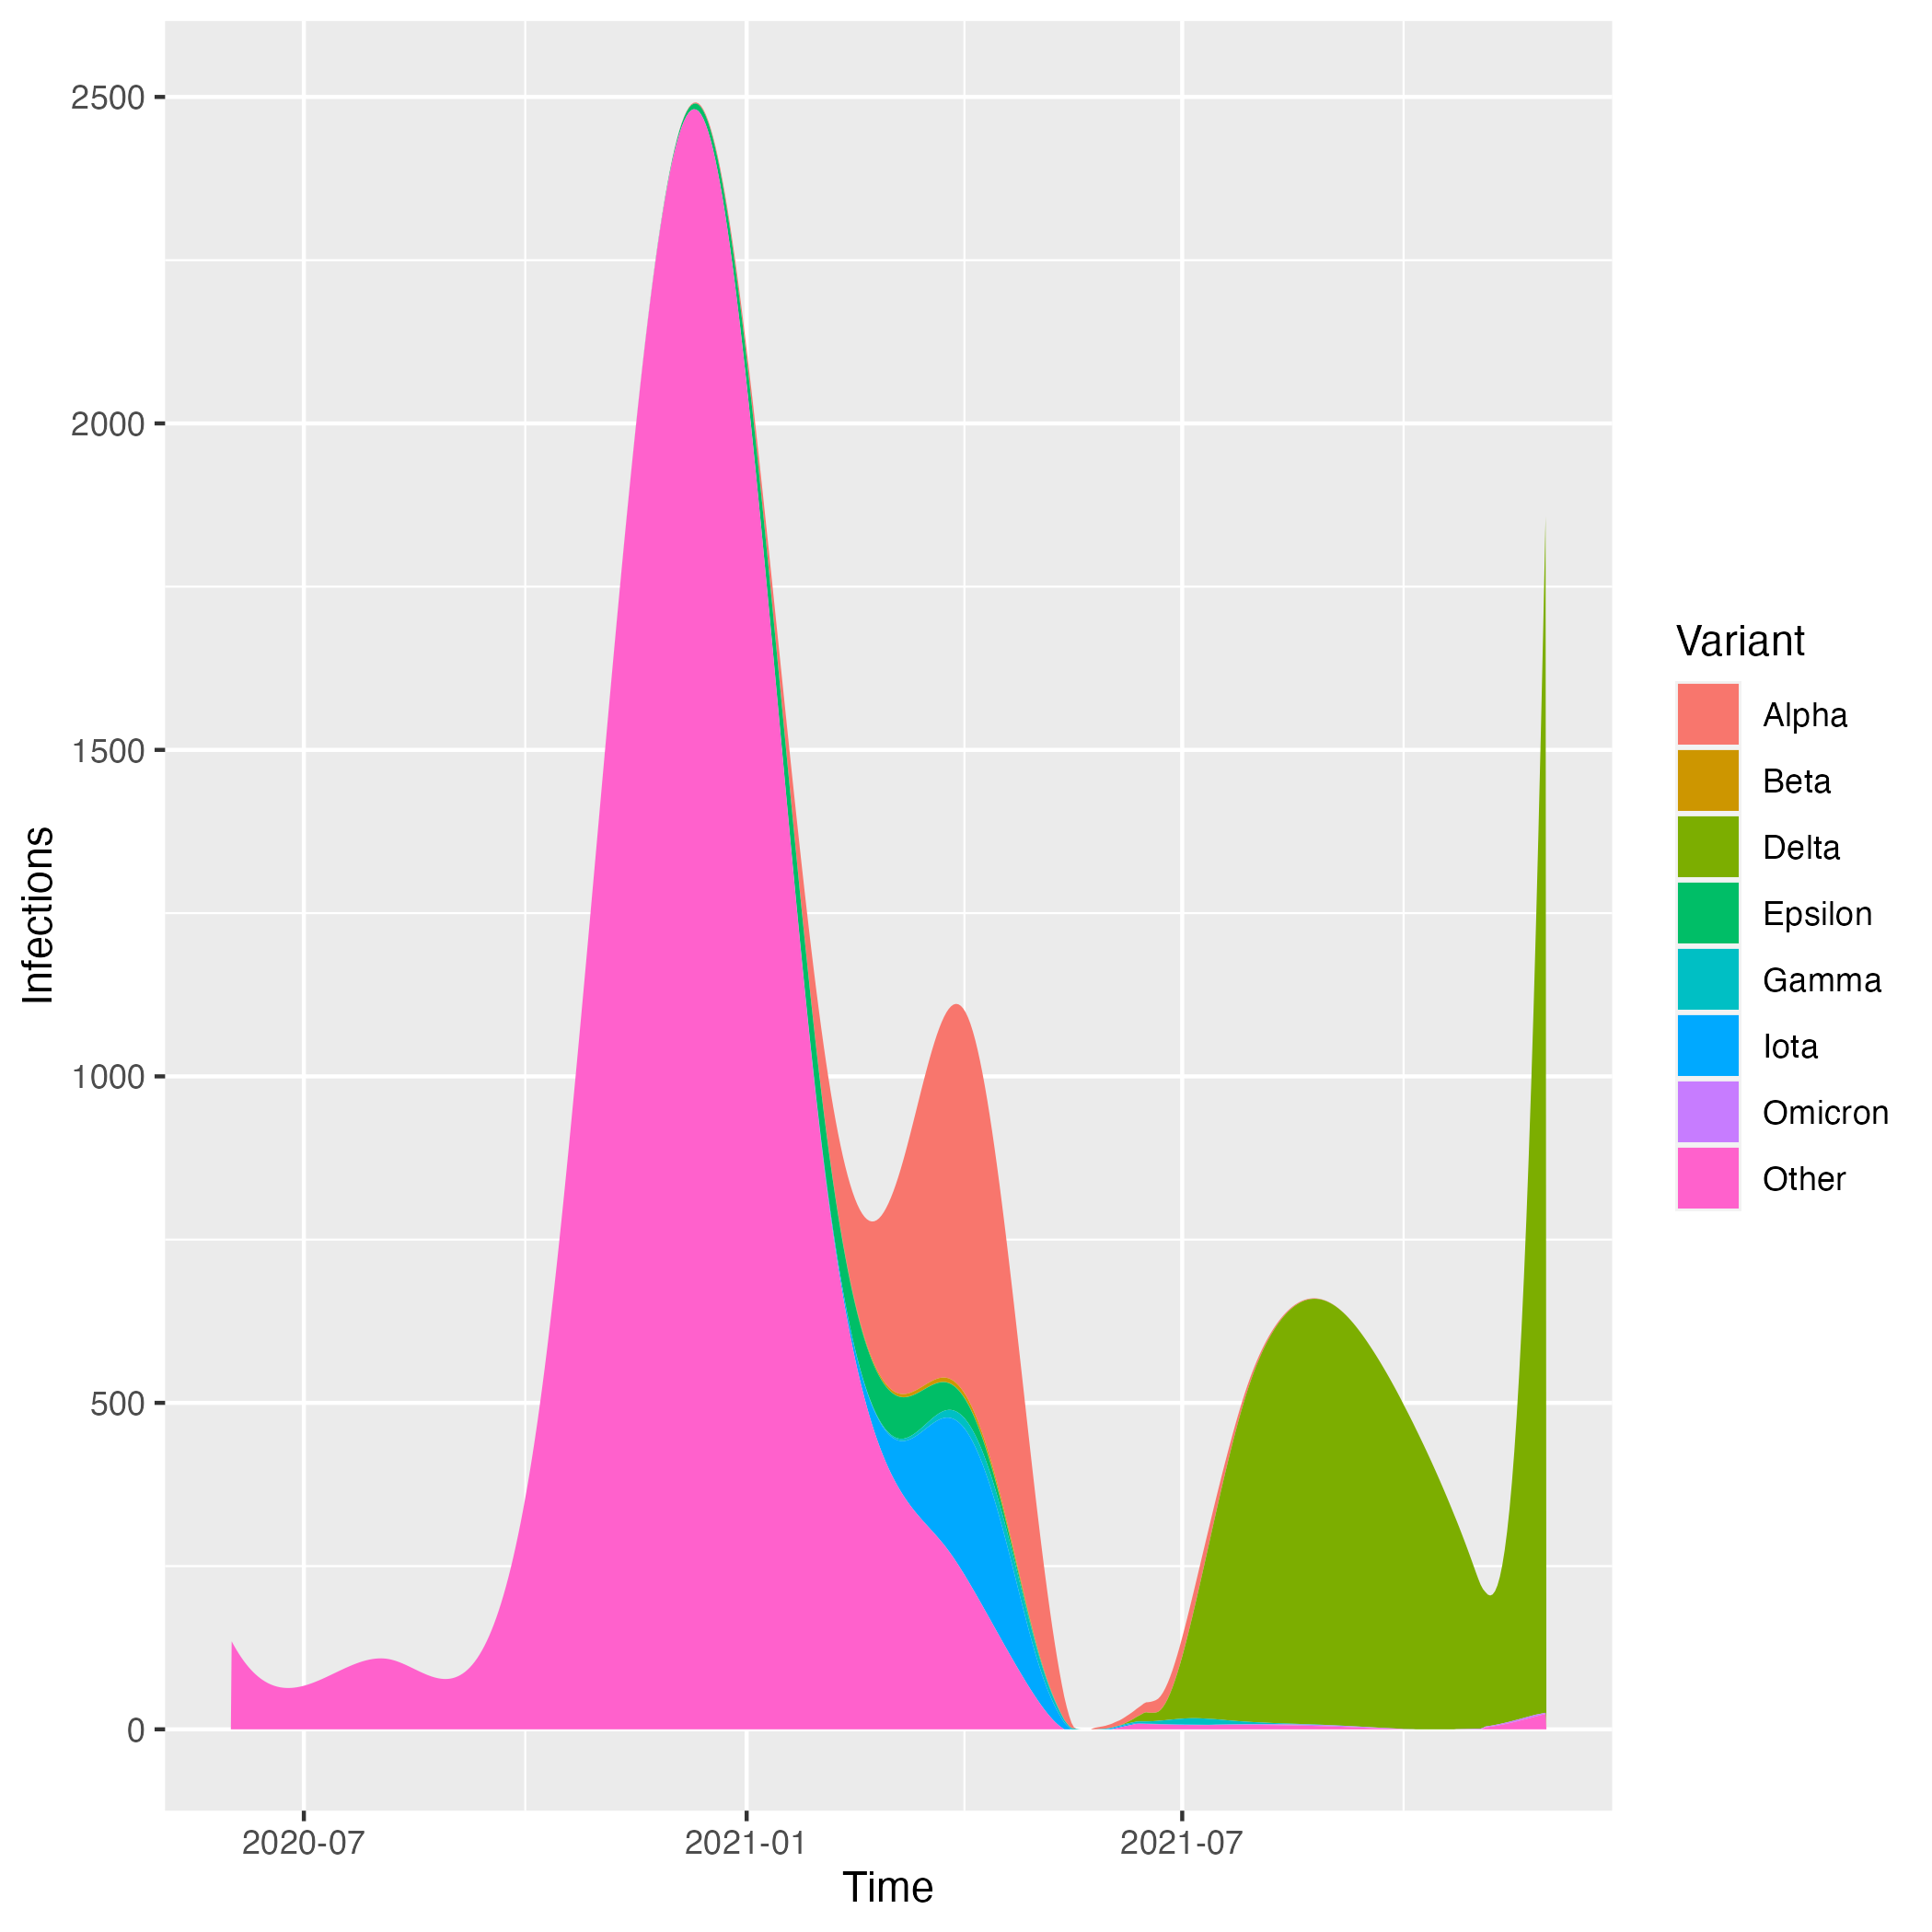 2500
2000
1500
1000
500
0
Infections
2020-07
2021-01
2021-07
Time
Variant
Alpha
Beta
Delta
Epsilon
Gamma
Iota
Omicron
Other